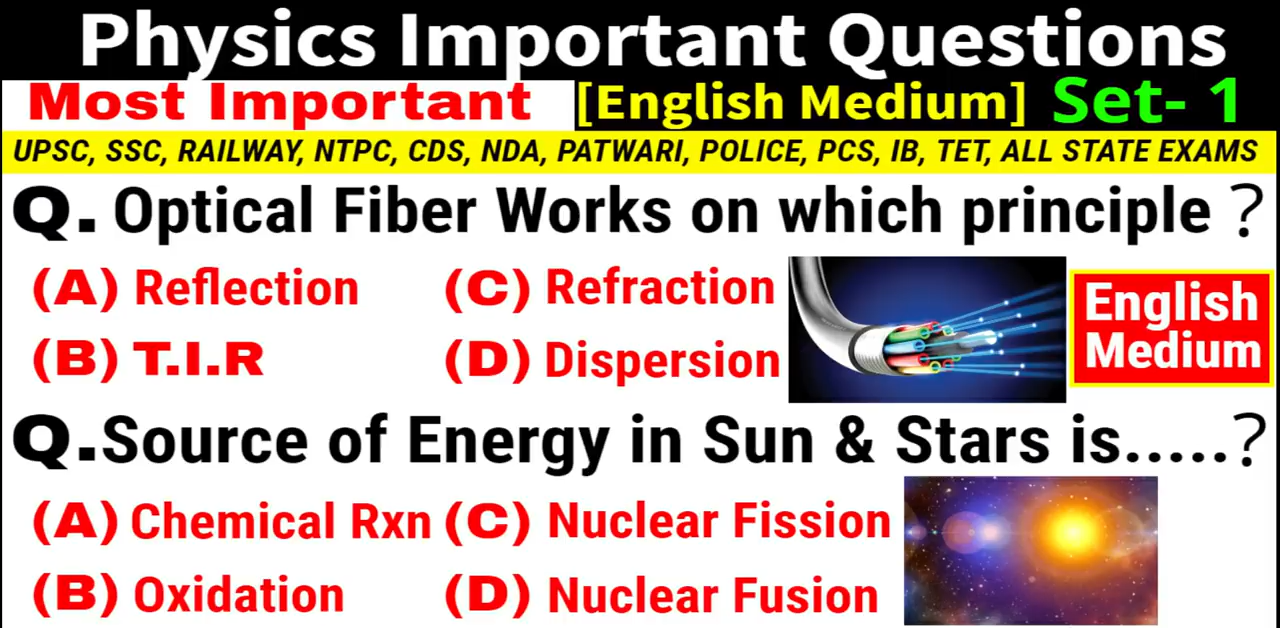 Physics Important Questions
Most Important [English Medium] Set- 1
UPSC, SSC, RAILWAY, NTPC, CDS, NDA, PATWARI, POLICE, PCS, IB, TET, ALL STATE EXAMS
Q. Optical Fiber Works on which principle ?
(A) Reflection (C) Refraction
(B) T.I.R (D) Dispersion
English
Medium
Q.Source of Energy in Sun & Stars is.....?
(A) Chemical Rxn (C) Nuclear Fission
(B) Oxidation (D) Nuclear Fusion